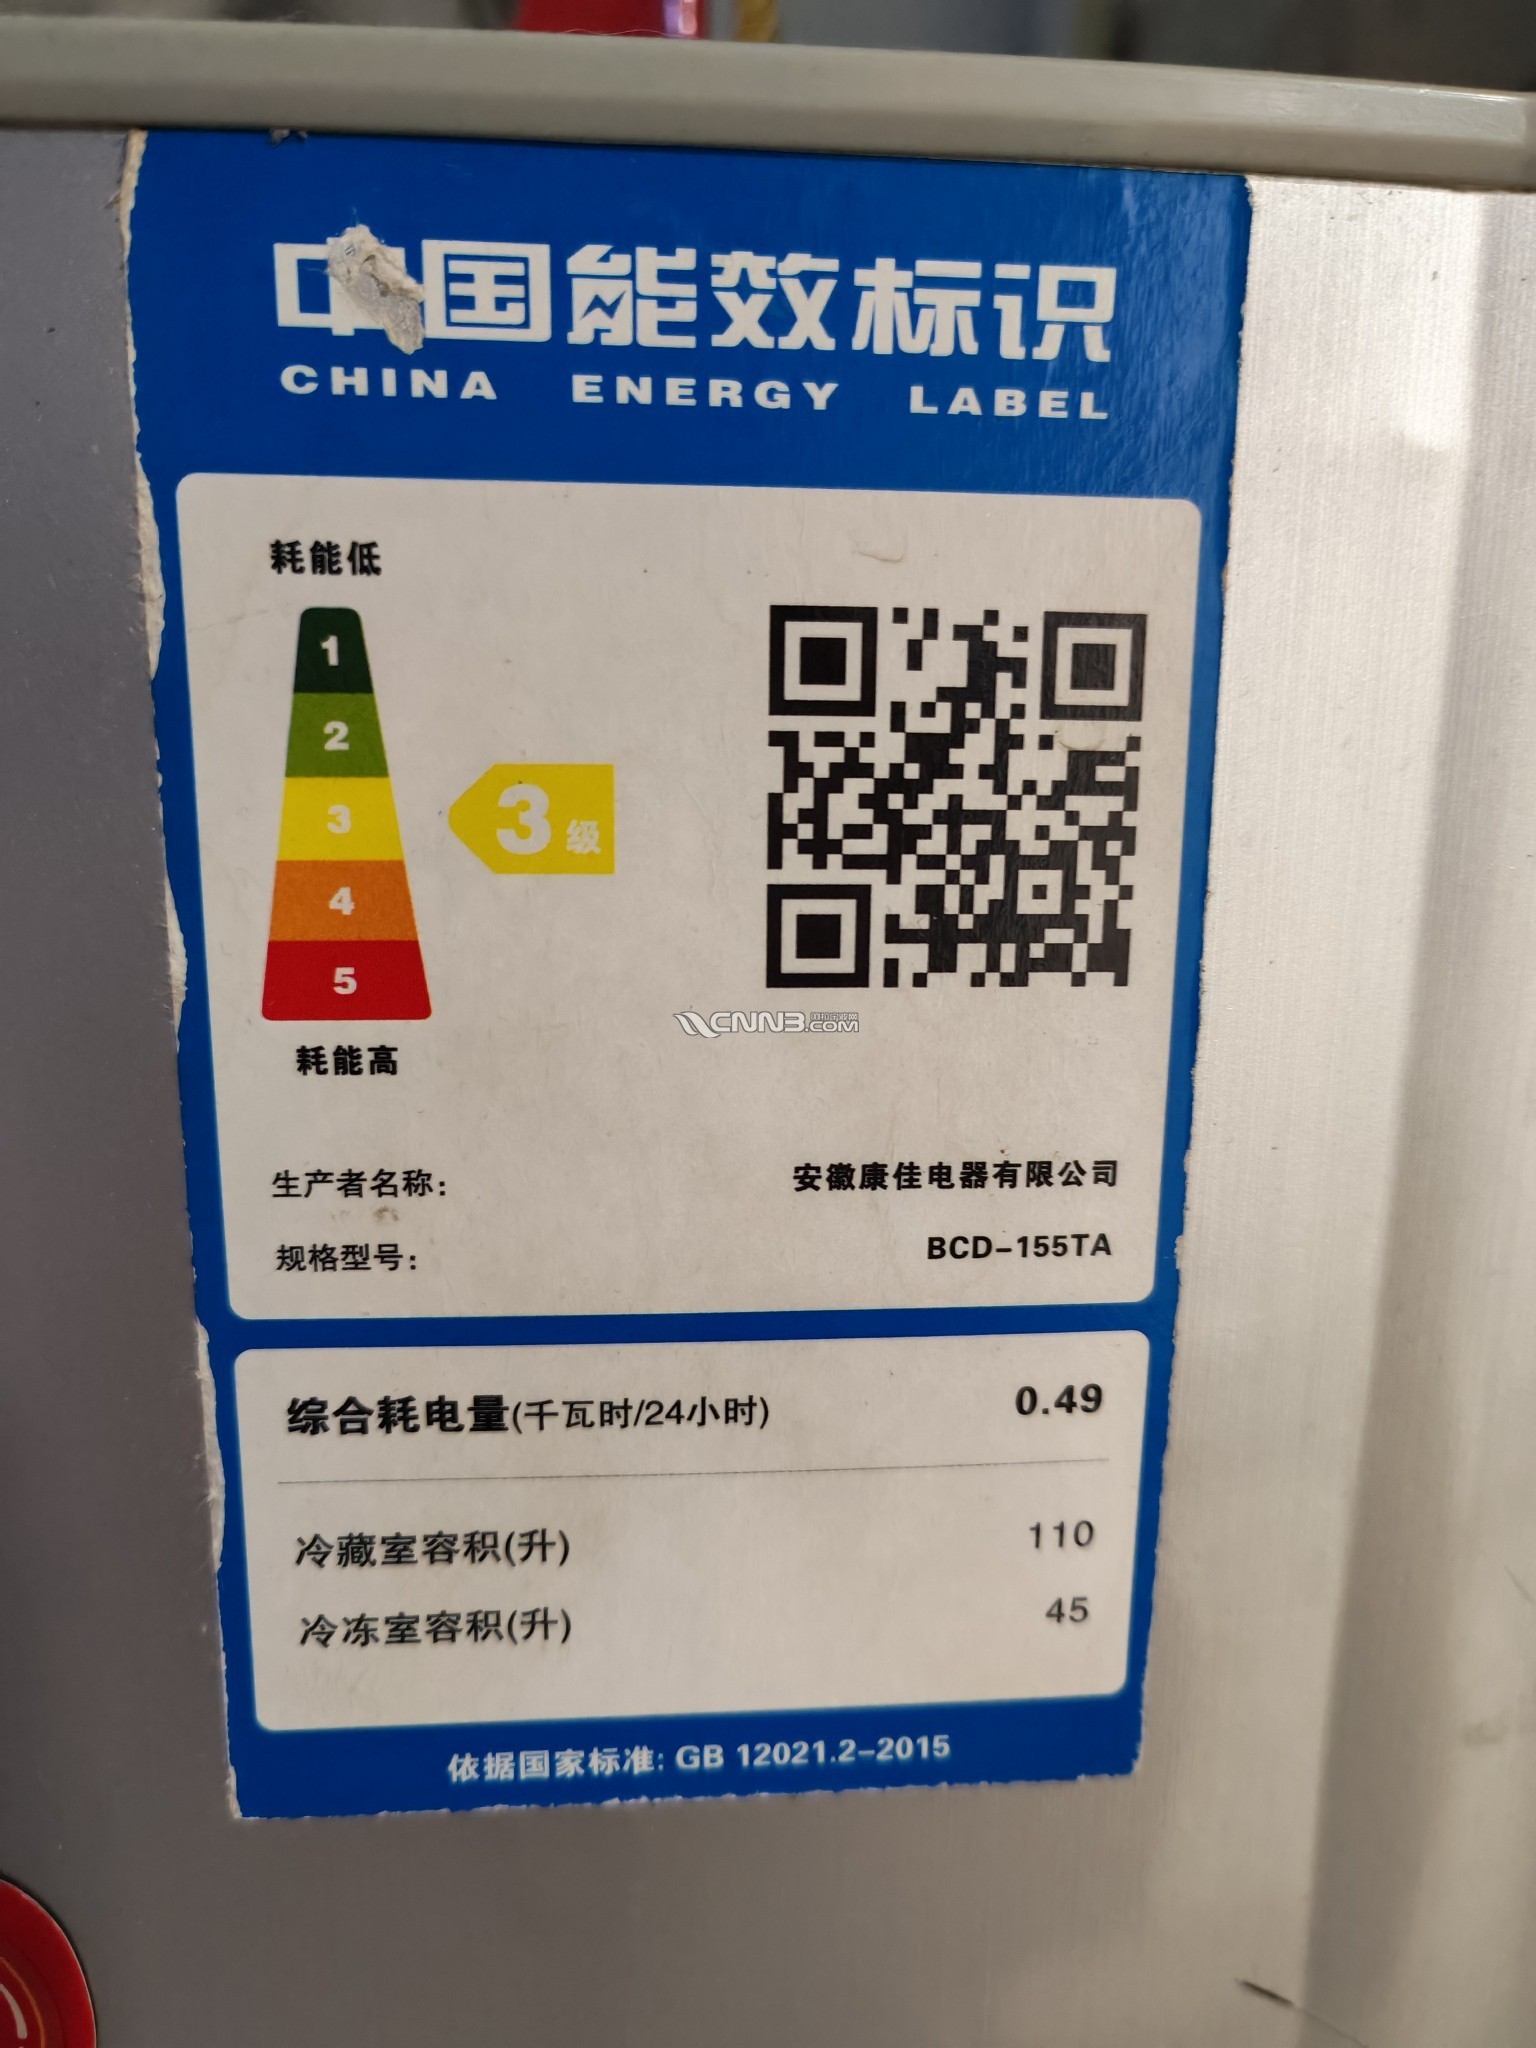 中国能效标识
CHINA ENERGY LABEL
耗能低
1
2
3
3级
4
5
耗能高
CNN3.COM
生产者名称： 安徽康佳电器有限公司
规格型号： BCD-155TA
综合耗电量(千瓦时/24小时) 0.49
冷藏室容积(升) 110
冷冻室容积(升) 45
依据国家标准: GB 12021.2-2015